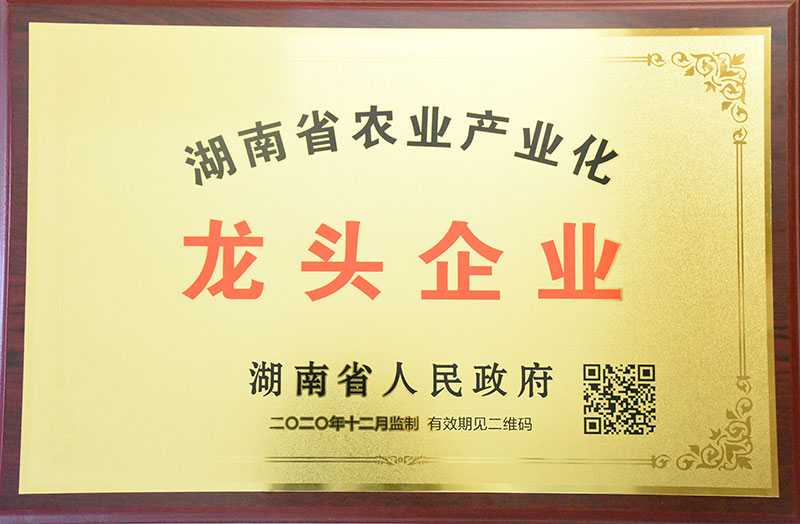 湖南省农业产业化
龙头企业
湖南省人民政府
二〇二〇年十二月监制 有效期见二维码